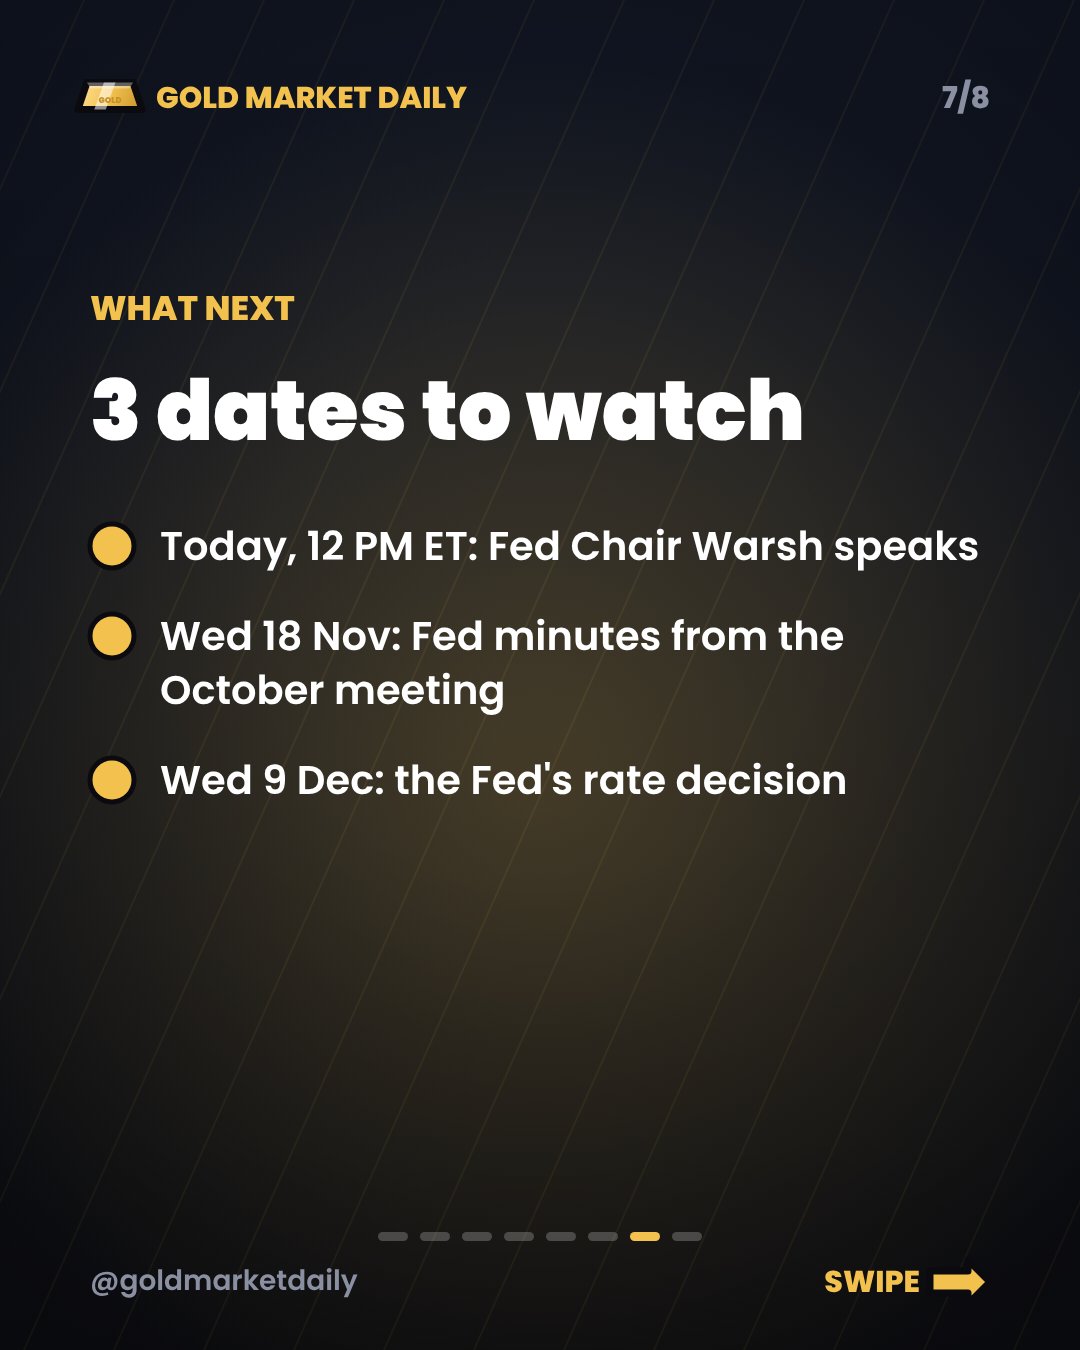 GOLD
GOLD MARKET DAILY
7/8
WHAT NEXT
3 dates to watch
Today, 12 PM ET: Fed Chair Warsh speaks
Wed 18 Nov: Fed minutes from the
October meeting
Wed 9 Dec: the Fed's rate decision
@goldmarketdaily
SWIPE